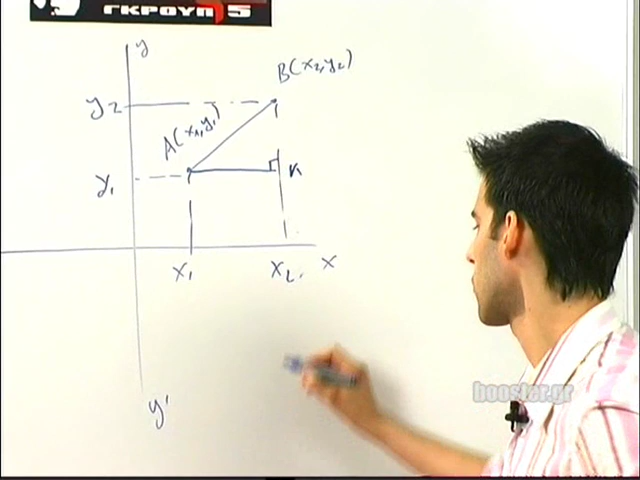 ΓΚΡΟΥΠ 5
y
B(x₂,y₂)
y₂
A(x₁,y₁)
y₁
K
x₁
x₂
x
y'
booster.gr